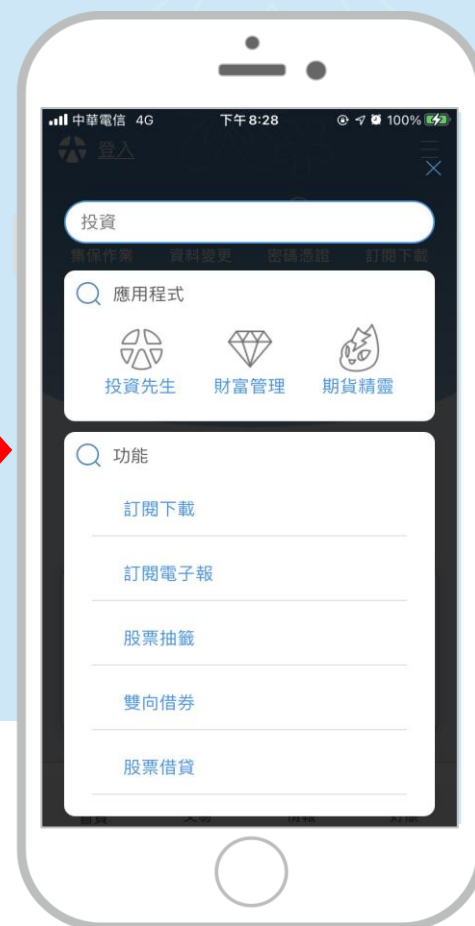 中華電信 4G 下午8:28 100%
登入
投資
集保作業 資料變更 密碼憑證 訂閱下載
應用程式
投資先生 財富管理 期貨精靈
功能
訂閱下載
訂閱電子報
股票抽籤
雙向借券
股票借貸